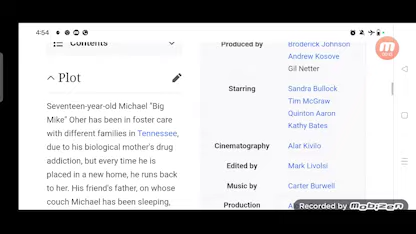 4:54
Contents
Plot
Seventeen-year-old Michael "Big
Mike" Oher has been in foster care
with different families in Tennessee,
due to his biological mother's drug
addiction, but every time he is
placed in a new home, he runs back
to her. His friend's father, on whose
couch Michael has been sleeping,
Produced by
Broderick Johnson
Andrew Kosove
Gil Netter
Starring
Sandra Bullock
Tim McGraw
Quinton Aaron
Kathy Bates
Cinematography
Alar Kivilo
Edited by
Mark Livolsi
Music by
Carter Burwell
Production
Recorded by Mobizen